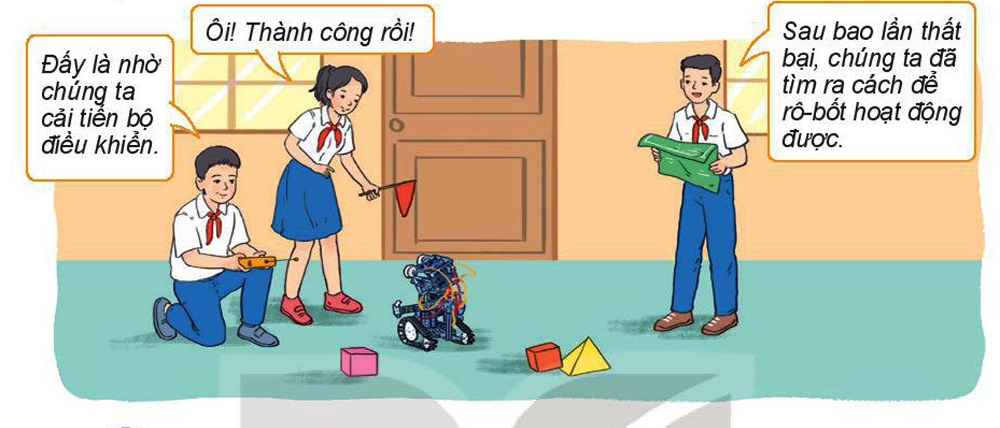 Đấy là nhờ
chúng ta
cải tiến bộ
điều khiển.
Ôi! Thành công rồi!
Sau bao lần thất
bại, chúng ta đã
tìm ra cách để
rô-bốt hoạt động
được.